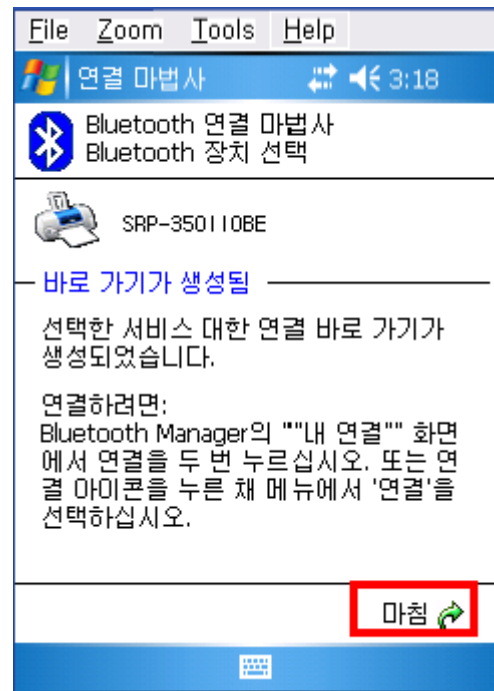 File Zoom Tools Help
연결 마법사 3:18
Bluetooth 연결 마법사
Bluetooth 장치 선택
SRP-350IIOBE
바로 가기가 생성됨
선택한 서비스 대한 연결 바로 가기가
생성되었습니다.
연결하려면:
Bluetooth Manager의 ""내 연결"" 화면
에서 연결을 두 번 누르십시오. 또는 연
결 아이콘을 누른 채 메뉴에서 '연결'을
선택하십시오.
마침